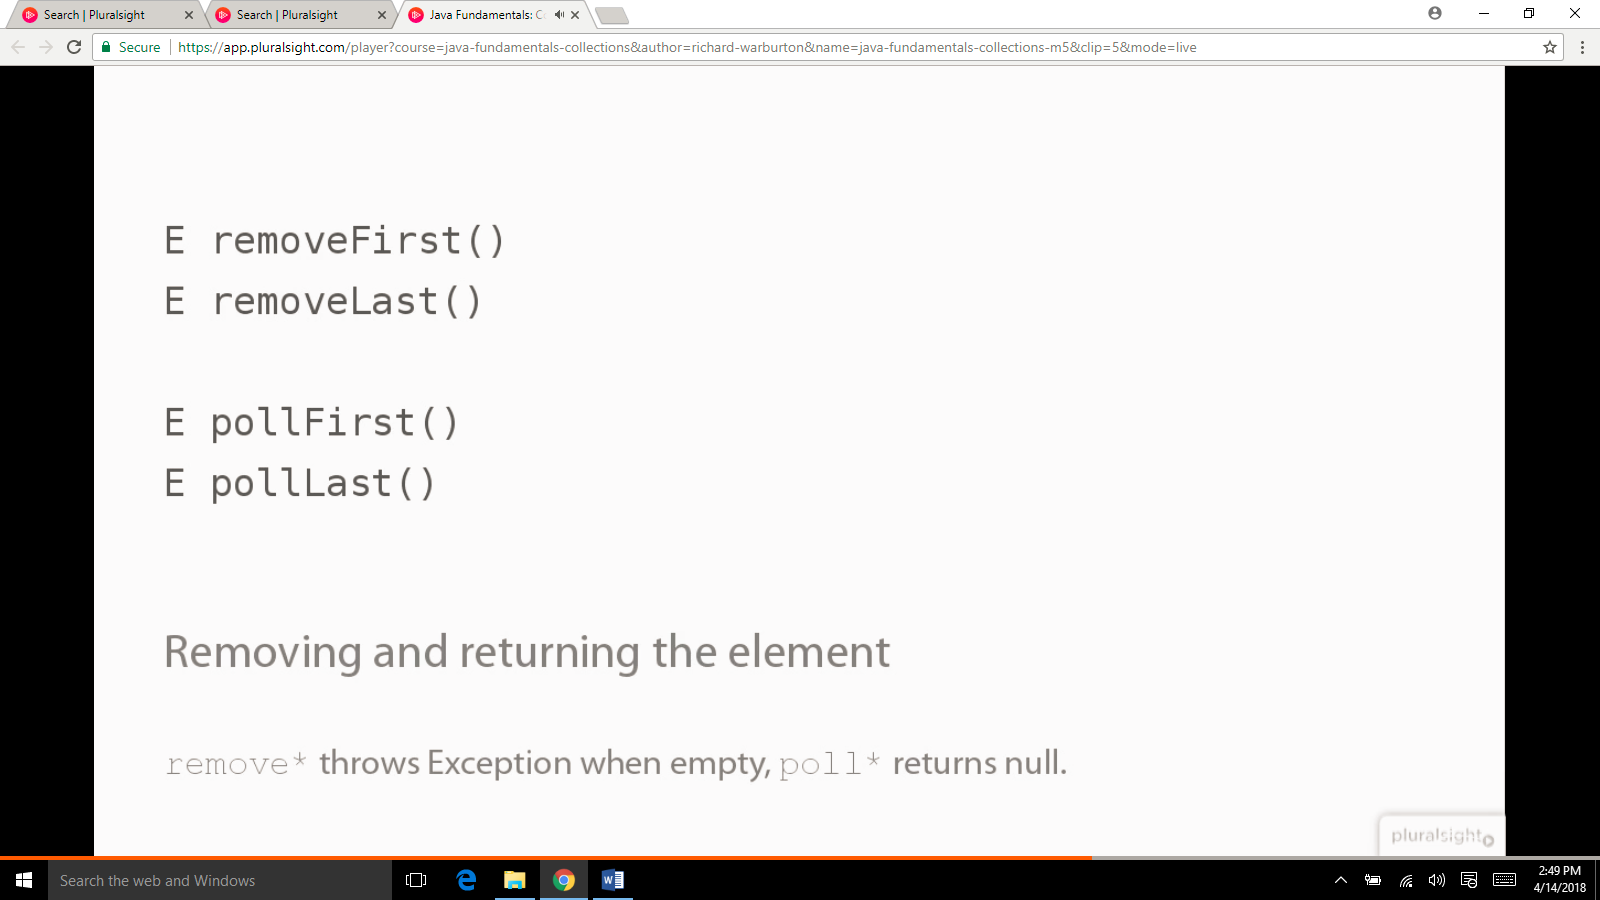 Search | Pluralsight
Search | Pluralsight
Java Fundamentals: C
Secure
https://app.pluralsight.com/player?course=java-fundamentals-collections&author=richard-warburton&name=java-fundamentals-collections-m5&clip=5&mode=live
E removeFirst()
E removeLast()
E pollFirst()
E pollLast()
Removing and returning the element
remove* throws Exception when empty, poll* returns null.
pluralsight
Search the web and Windows
2:49 PM
4/14/2018